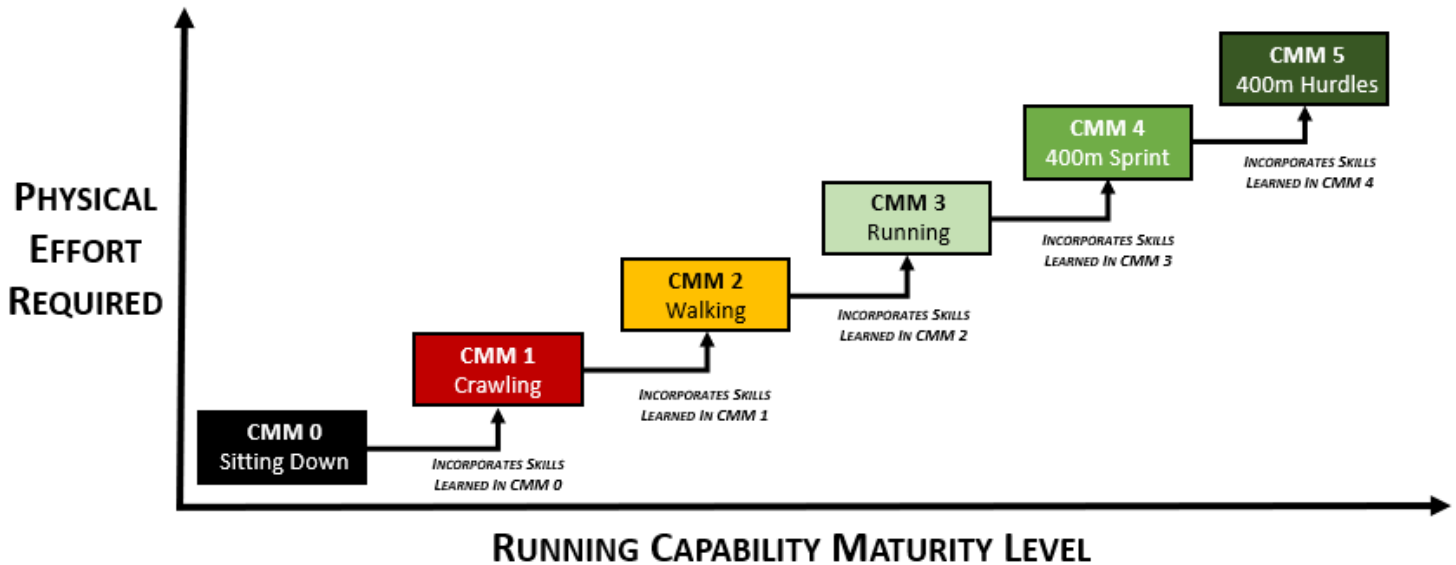 CMM 5
400m Hurdles
CMM 4
400m Sprint
INCORPORATES SKILLS
LEARNED IN CMM 4
PHYSICAL
EFFORT
REQUIRED
CMM 3
Running
INCORPORATES SKILLS
LEARNED IN CMM 3
CMM 2
Walking
INCORPORATES SKILLS
LEARNED IN CMM 2
CMM 1
Crawling
INCORPORATES SKILLS
LEARNED IN CMM 1
CMM 0
Sitting Down
INCORPORATES SKILLS
LEARNED IN CMM 0
RUNNING CAPABILITY MATURITY LEVEL